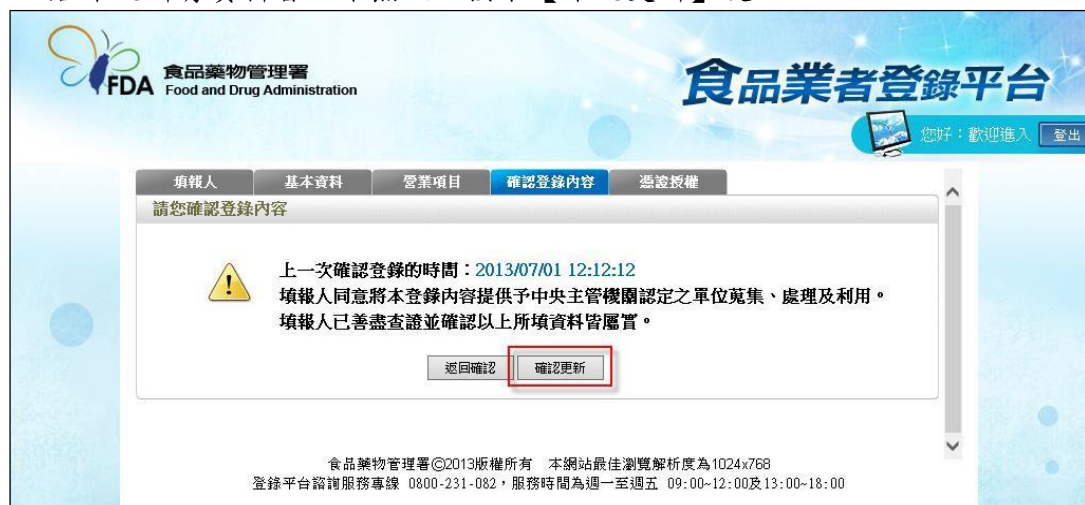 FDA 食品藥物管理署
Food and Drug Administration
食品業者登錄平台
您好：歡迎進入 登出
填報人 基本資料 營業項目 確認登錄內容 憑證授權
請您確認登錄內容
上一次確認登錄的時間：2013/07/01 12:12:12
填報人同意將本登錄內容提供予中央主管機關認定之單位蒐集、處理及利用。
填報人已善盡查證並確認以上所填資料皆屬實。
返回確認 確認更新
食品藥物管理署©2013版權所有 本網站最佳瀏覽解析度為1024x768
登錄平台諮詢服務專線 0800-231-082，服務時間為週一至週五 09:00~12:00及13:00~18:00